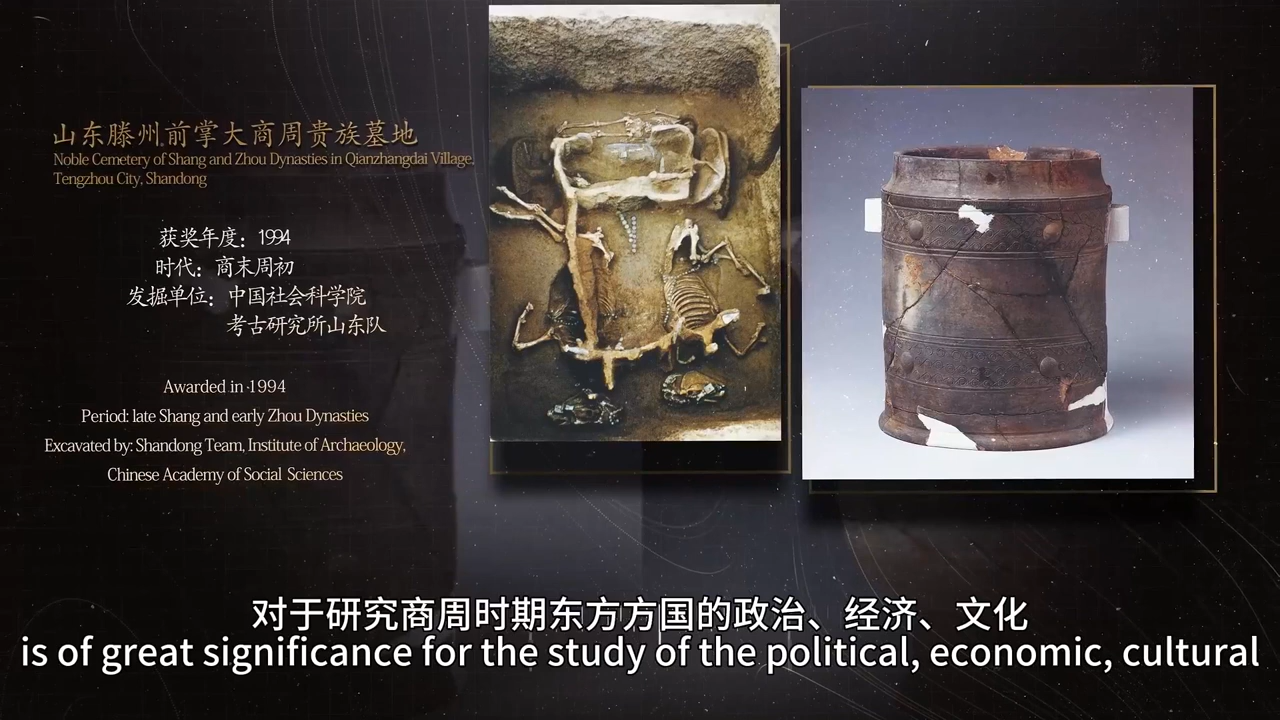 山东滕州前掌大商周贵族墓地
Noble Cemetery of Shang and Zhou Dynasties in Qianzhangdai Village,
Tengzhou City, Shandong
获奖年度：1994
时代：商末周初
发掘单位：中国社会科学院
考古研究所山东队
Awarded in 1994
Period: late Shang and early Zhou Dynasties
Excavated by: Shandong Team, Institute of Archaeology,
Chinese Academy of Social Sciences
对于研究商周时期东方方国的政治、经济、文化
is of great significance for the study of the political, economic, cultural